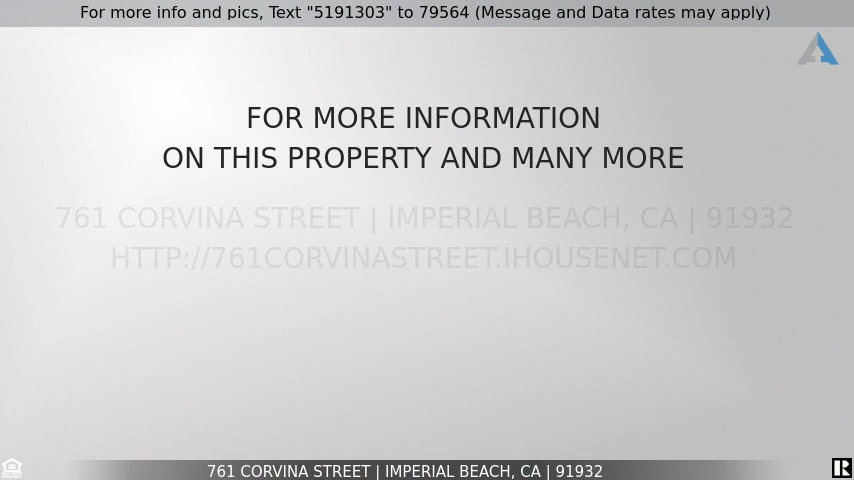 For more info and pics, Text "5191303" to 79564 (Message and Data rates may apply)
FOR MORE INFORMATION
ON THIS PROPERTY AND MANY MORE
761 CORVINA STREET | IMPERIAL BEACH, CA | 91932
HTTP://761CORVINASTREET.IHOUSENET.COM
761 CORVINA STREET | IMPERIAL BEACH, CA | 91932